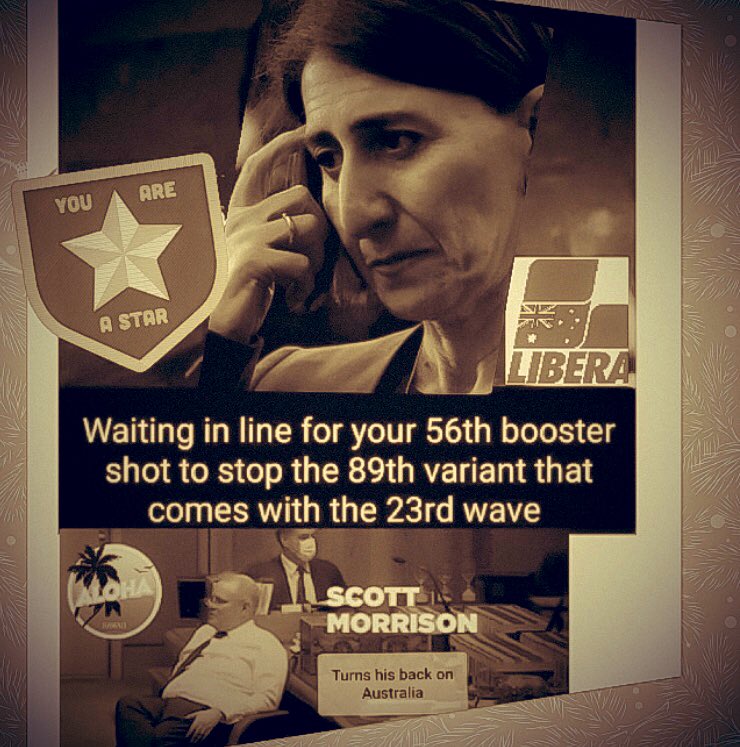 YOU ARE
A STAR
LIBERA
Waiting in line for your 56th booster
shot to stop the 89th variant that
comes with the 23rd wave
ALOHA
HAWAII
SCOTT
MORRISON
Turns his back on
Australia